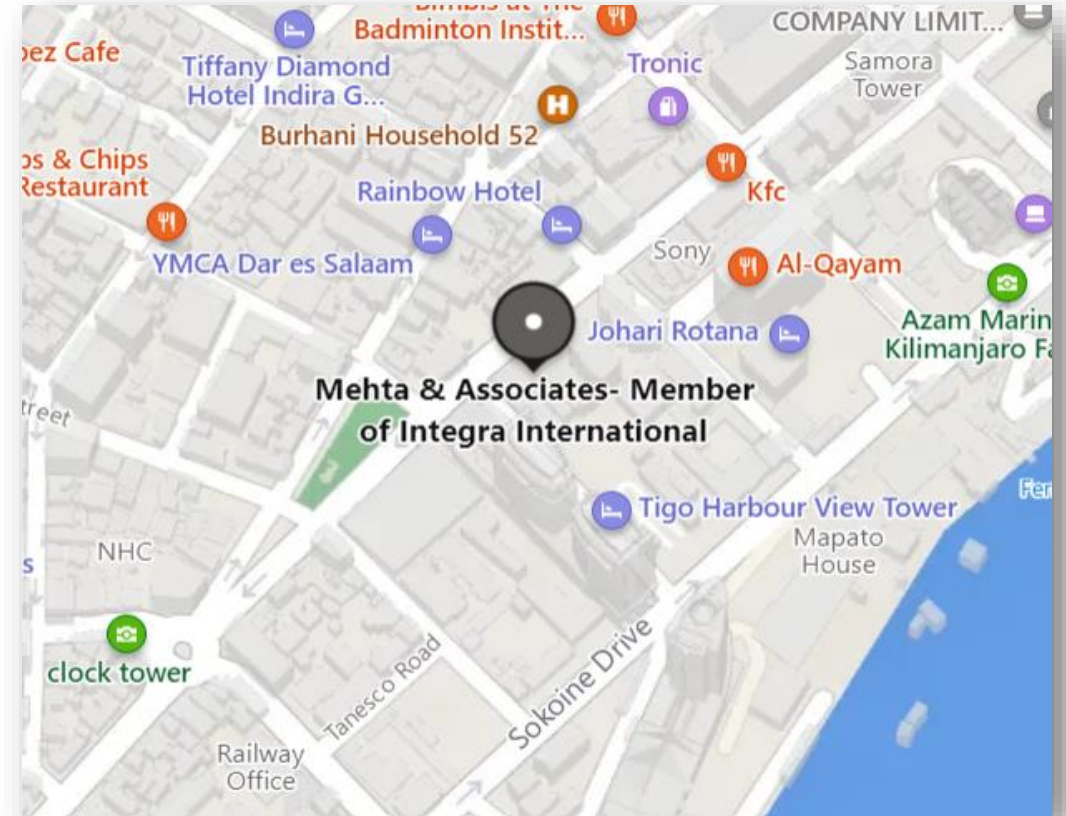 Badminton Instit...
COMPANY LIMIT...
ez Cafe
Tiffany Diamond
Hotel Indira G...
Tronic
Samora
Tower
Burhani Household 52
& Chips
Restaurant
Rainbow Hotel
Kfc
YMCA Dar es Salaam
Sony
Al-Qayam
Johari Rotana
Azam Marin
Kilimanjaro Fa
Mehta & Associates- Member
of Integra International
treet
Tigo Harbour View Tower
Fer
Mapato
House
NHC
s
clock tower
Tanesco Road
Sokoine Drive
Railway
Office